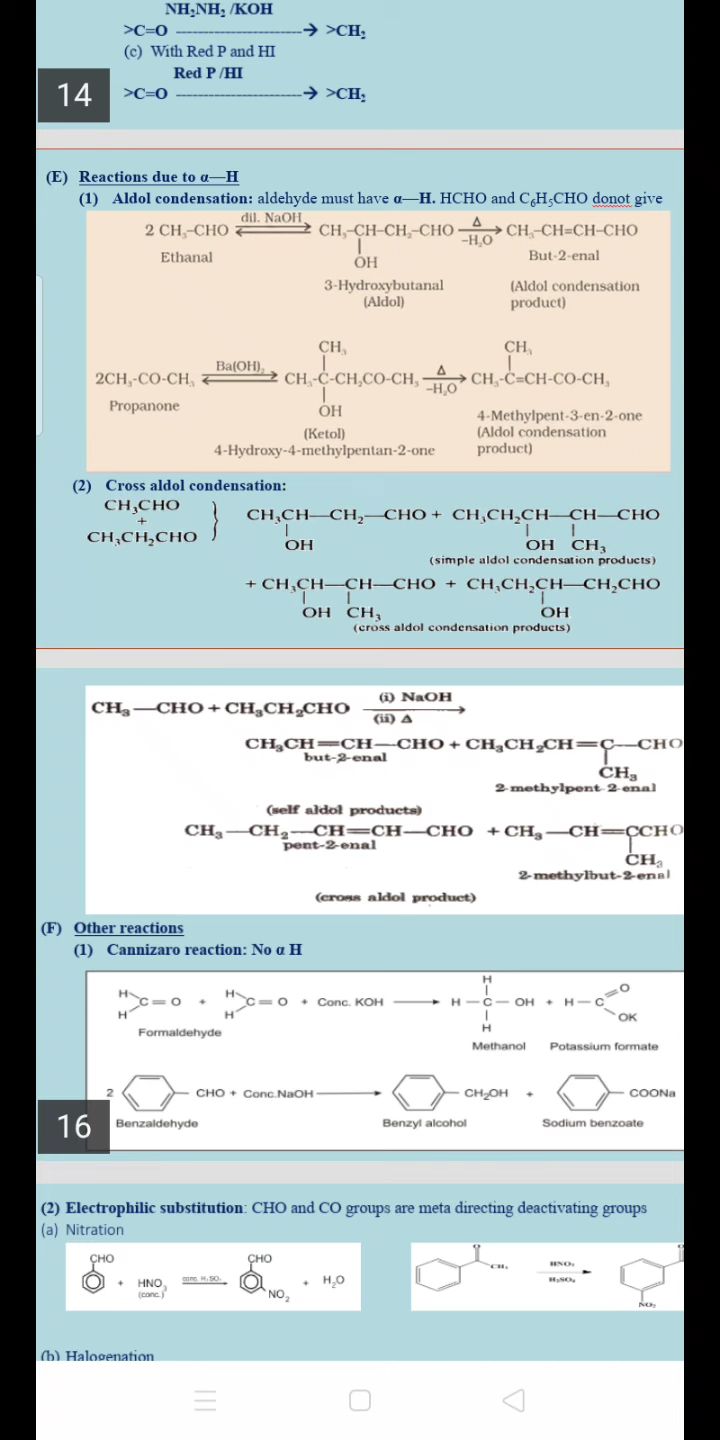 NH₂NH₂ /KOH
>C=O ------------------------→ >CH₂
(c) With Red P and HI
Red P /HI
14
>C=O ------------------------→ >CH₂
(E) Reactions due to α—H
(1) Aldol condensation: aldehyde must have α—H. HCHO and C₆H₅CHO donot give
2 CH₃-CHO ⇌ dil. NaOH CH₃-CH-CH₂-CHO Δ → -H₂O CH₃-CH=CH-CHO
Ethanal OH But-2-enal
3-Hydroxybutanal (Aldol condensation
(Aldol) product)
CH₃ CH₃
2CH₃-CO-CH₃ ⇌ Ba(OH)₂ CH₃-C-CH₂CO-CH₃ Δ → -H₂O CH₃-C=CH-CO-CH₃
Propanone OH 4-Methylpent-3-en-2-one
(Ketol) (Aldol condensation
4-Hydroxy-4-methylpentan-2-one product)
(2) Cross aldol condensation:
CH₃CHO
+
CH₃CH₂CHO } CH₃CH—CH₂—CHO + CH₃CH₂CH—CH—CHO
OH OH CH₃
(simple aldol condensation products)
+ CH₃CH—CH—CHO + CH₃CH₂CH—CH₂CHO
OH CH₃ OH
(cross aldol condensation products)
CH₃—CHO + CH₃CH₂CHO (i) NaOH → (ii) Δ
CH₃CH=CH—CHO + CH₃CH₂CH=C—CHO
but-2-enal CH₃
2-methylpent-2-enal
(self aldol products)
CH₃—CH₂—CH=CH—CHO + CH₃—CH=CCHO
pent-2-enal CH₃
2-methylbut-2-enal
(cross aldol product)
(F) Other reactions
(1) Cannizaro reaction: No α H
H H H O
C=O + C=O + Conc. KOH → H-C-OH + H-C
H H H OK
Formaldehyde Methanol Potassium formate
2 CHO + Conc.NaOH → CH₂OH + COONa
16
Benzaldehyde Benzyl alcohol Sodium benzoate
(2) Electrophilic substitution: CHO and CO groups are meta directing deactivating groups
(a) Nitration
CHO CHO O
+ HNO₃ conc. H₂SO₄ NO₂ + H₂O CH₃ HNO₃
(conc.) H₂SO₄
NO₂
(b) Halogenation